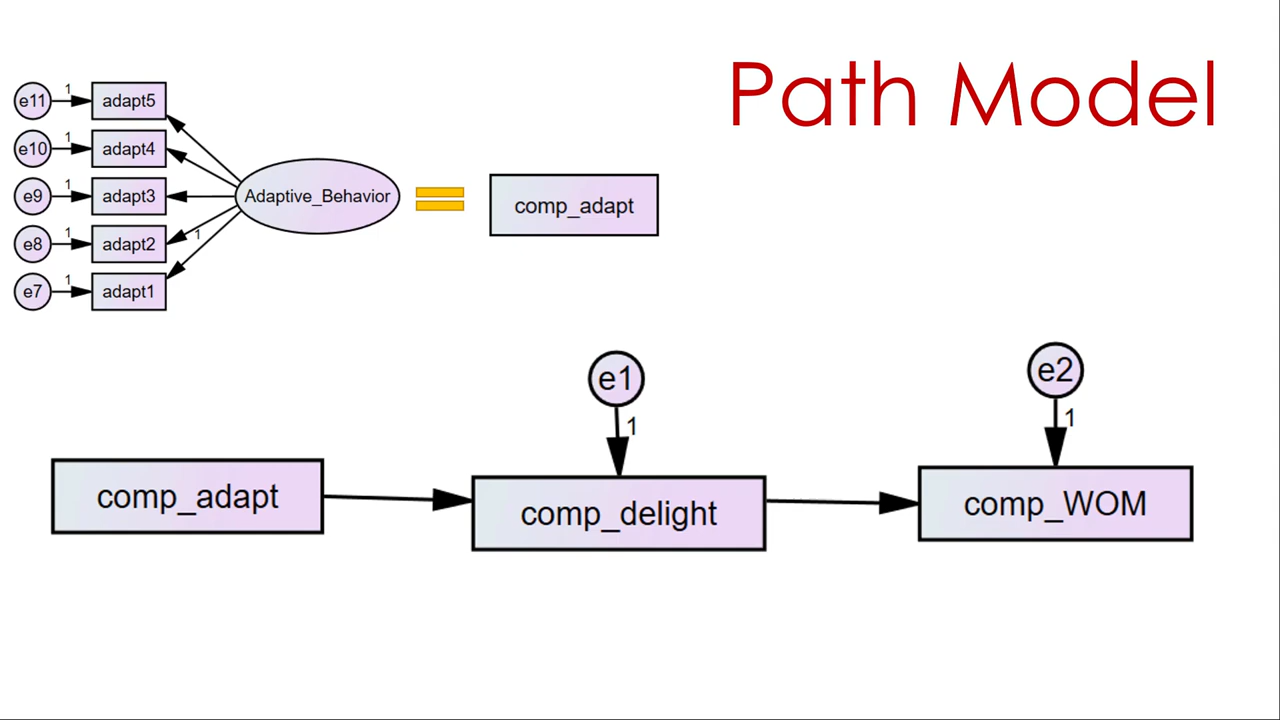 Path Model
e11 1 adapt5
e10 1 adapt4
e9 1 adapt3 Adaptive_Behavior comp_adapt
e8 1 adapt2 1
e7 1 adapt1
e1 e2
1 1
comp_adapt comp_delight comp_WOM